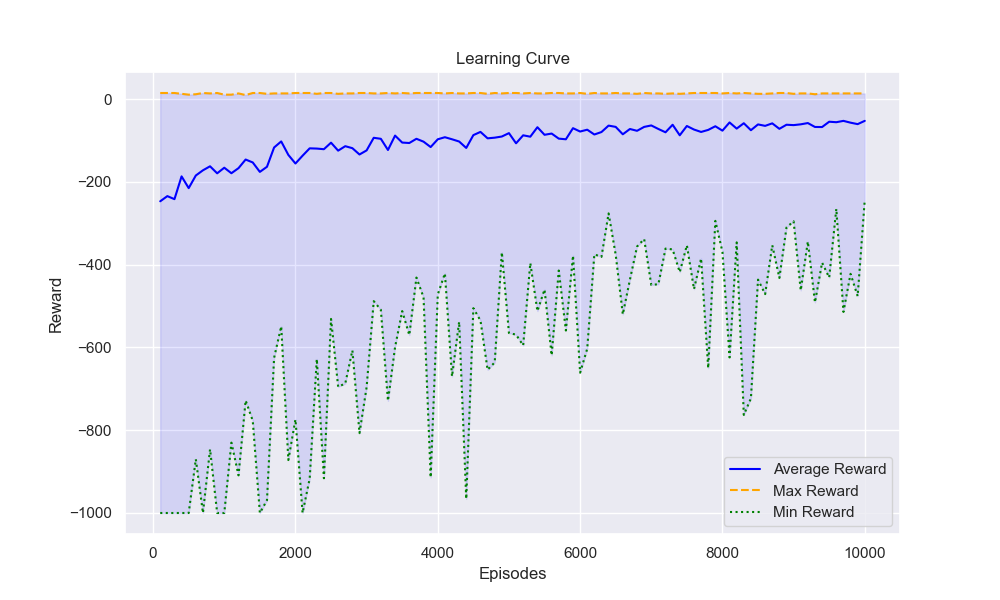 Learning Curve
0
−200
−400
−600
−800
−1000
Reward
0
2000
4000
6000
8000
10000
Episodes
Average Reward
Max Reward
Min Reward